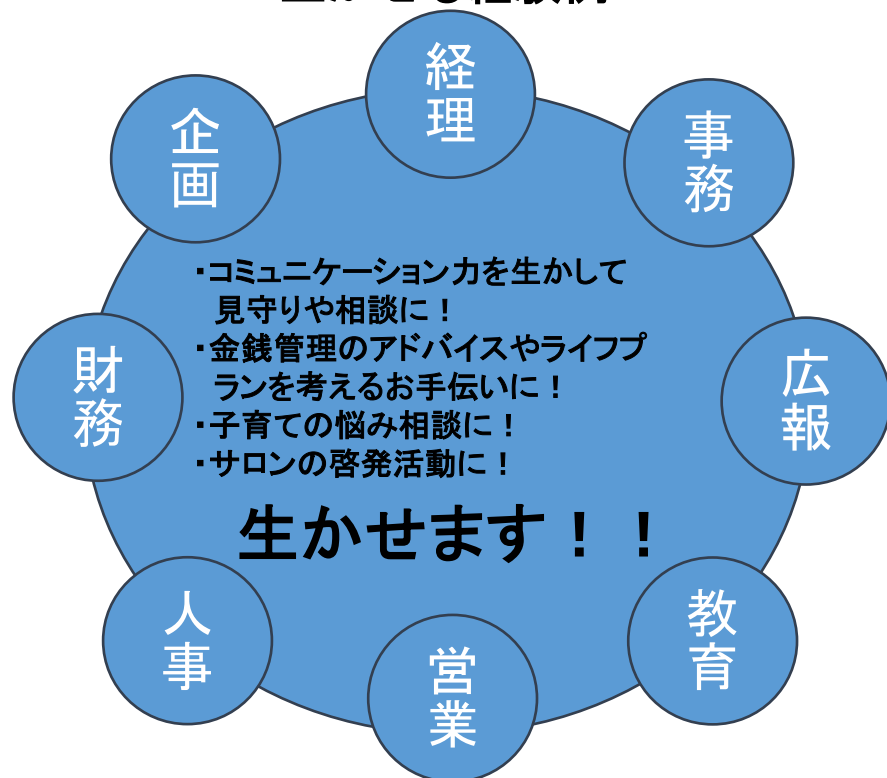 経理
企画
事務
・コミュニケーション力を生かして
見守りや相談に！
・金銭管理のアドバイスやライフプ
ランを考えるお手伝いに！
・子育ての悩み相談に！
・サロンの啓発活動に！
生かせます！！
財務
広報
人事
教育
営業